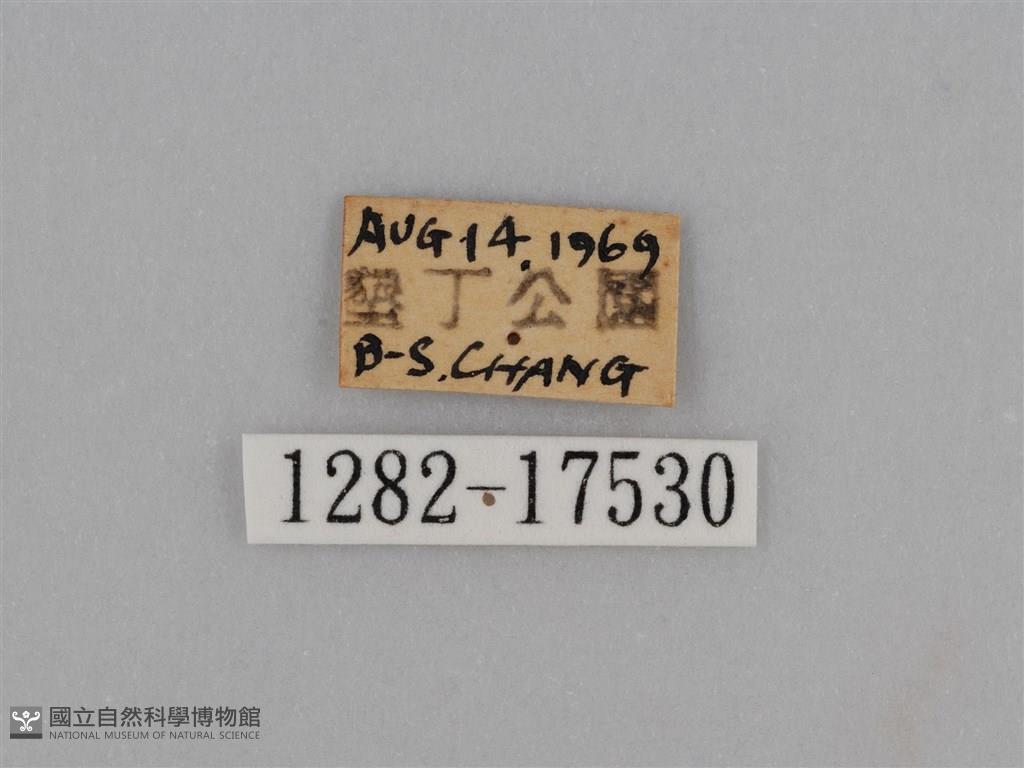 AUG 14. 1969
墾丁公園
B-S. CHANG
1282-17530
國立自然科學博物館
NATIONAL MUSEUM OF NATURAL SCIENCE